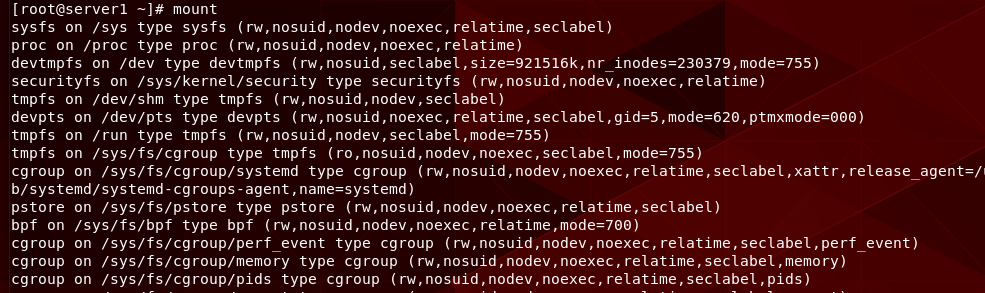 [root@server1 ~]# mount
sysfs on /sys type sysfs (rw,nosuid,nodev,noexec,relatime,seclabel)
proc on /proc type proc (rw,nosuid,nodev,noexec,relatime)
devtmpfs on /dev type devtmpfs (rw,nosuid,seclabel,size=921516k,nr_inodes=230379,mode=755)
securityfs on /sys/kernel/security type securityfs (rw,nosuid,nodev,noexec,relatime)
tmpfs on /dev/shm type tmpfs (rw,nosuid,nodev,seclabel)
devpts on /dev/pts type devpts (rw,nosuid,noexec,relatime,seclabel,gid=5,mode=620,ptmxmode=000)
tmpfs on /run type tmpfs (rw,nosuid,nodev,seclabel,mode=755)
tmpfs on /sys/fs/cgroup type tmpfs (ro,nosuid,nodev,noexec,seclabel,mode=755)
cgroup on /sys/fs/cgroup/systemd type cgroup (rw,nosuid,nodev,noexec,relatime,seclabel,xattr,release_agent=/
b/systemd/systemd-cgroups-agent,name=systemd)
pstore on /sys/fs/pstore type pstore (rw,nosuid,nodev,noexec,relatime,seclabel)
bpf on /sys/fs/bpf type bpf (rw,nosuid,nodev,noexec,relatime,mode=700)
cgroup on /sys/fs/cgroup/perf_event type cgroup (rw,nosuid,nodev,noexec,relatime,seclabel,perf_event)
cgroup on /sys/fs/cgroup/memory type cgroup (rw,nosuid,nodev,noexec,relatime,seclabel,memory)
cgroup on /sys/fs/cgroup/pids type cgroup (rw,nosuid,nodev,noexec,relatime,seclabel,pids)